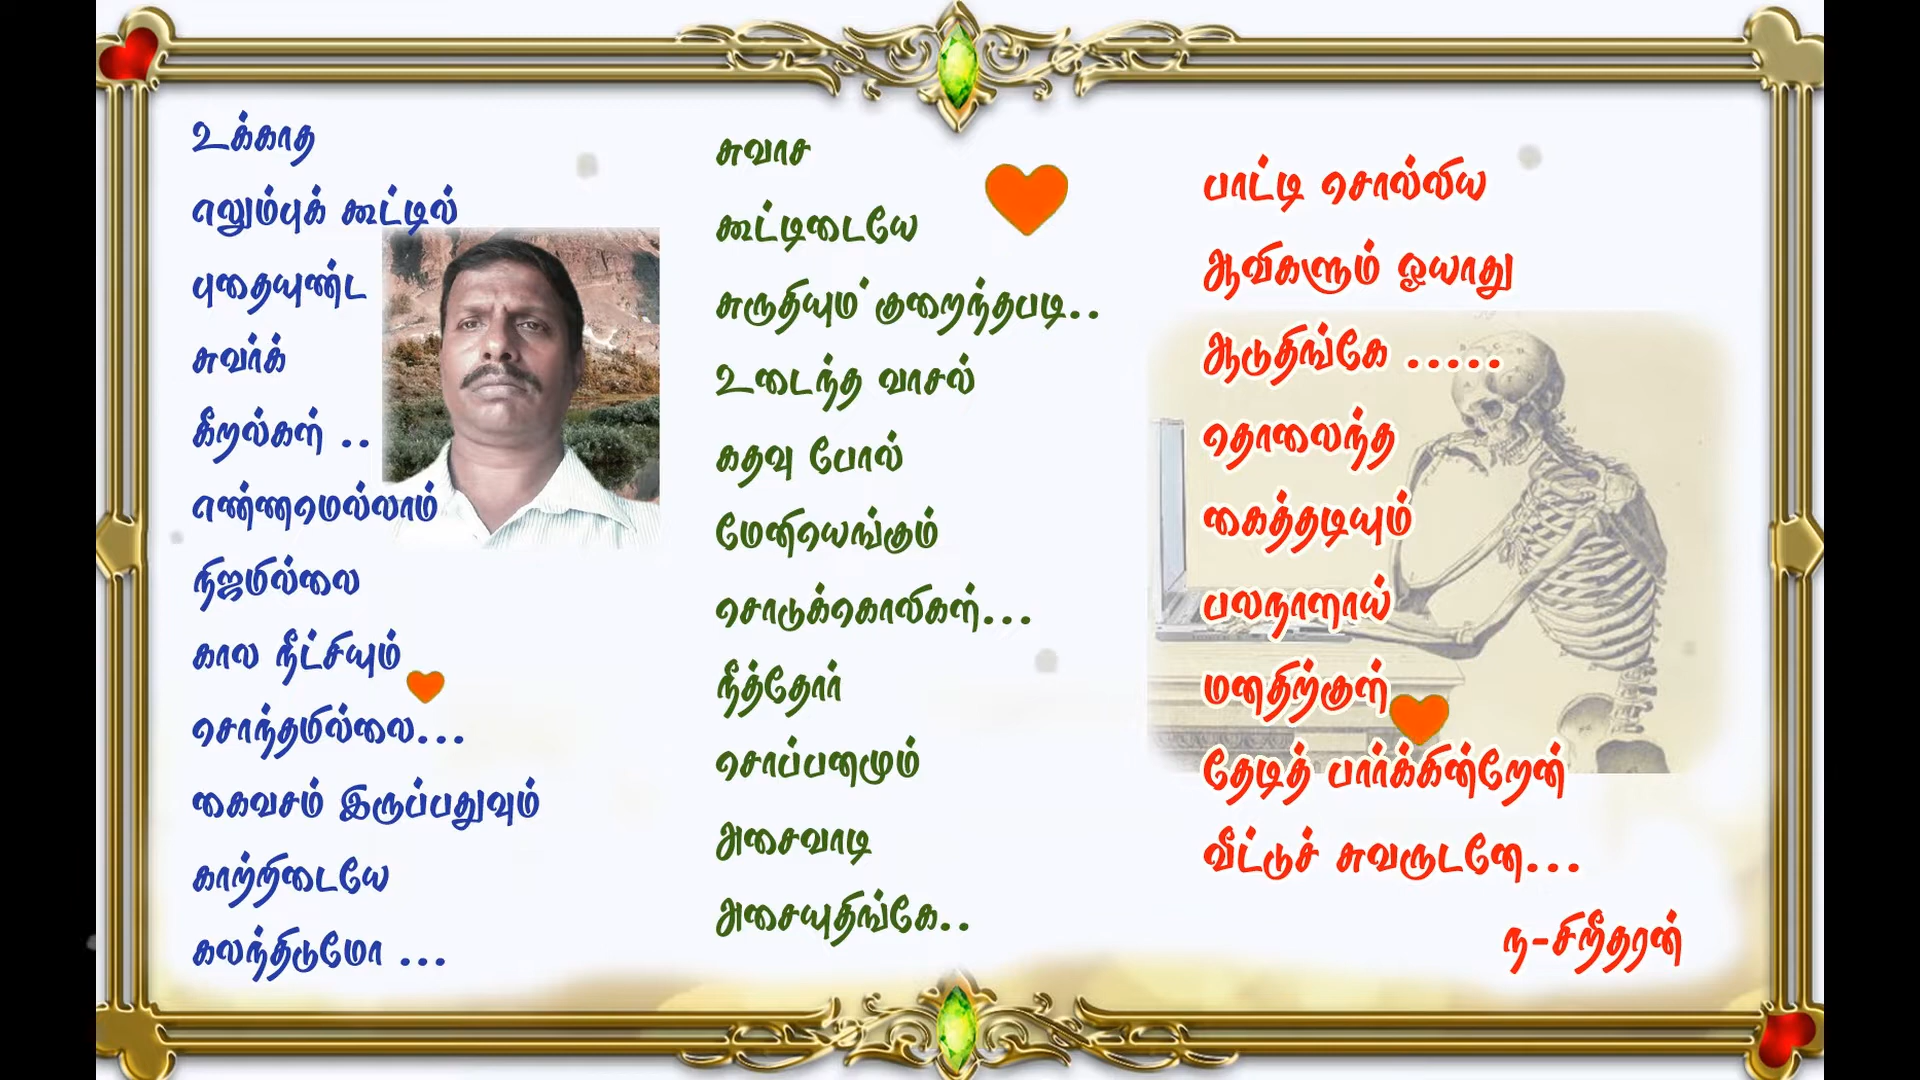 உக்காத
எலும்புக் கூட்டில்
புதையுண்ட
சுவர்க்
கீறல்கள் ..
எண்ணமெல்லாம்
நிஜமில்லை
கால நீட்சியும்
சொந்தமில்லை...
கைவசம் இருப்பதுவும்
காற்றிடையே
கலந்திடுமோ ...
சுவாச
கூட்டிடையே
சுருதியும் குறைந்தபடி..
உடைந்த வாசல்
கதவு போல்
மேனியெங்கும்
சொடுக்கொலிகள்...
நீத்தோர்
சொப்பனமும்
அசைவாடி
அசையுதிங்கே..
பாட்டி சொல்லிய
ஆவிகளும் ஓயாது
ஆடுதிங்கே .....
தொலைந்த
கைத்தடியும்
பலநாளாய்
மனதிற்குள்
தேடித் பார்க்கின்றேன்
வீட்டுச் சுவருடனே...
ந-சிறீதரன்